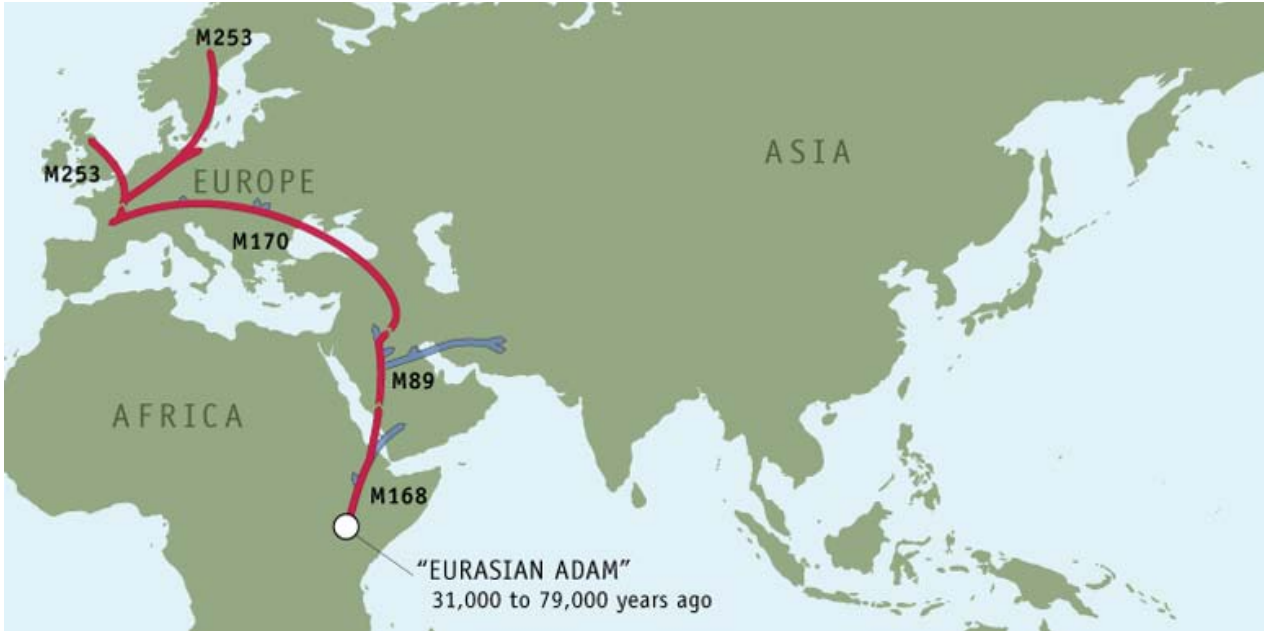 M253
M253
EUROPE
ASIA
M170
M89
AFRICA
M168
“EURASIAN ADAM”
31,000 to 79,000 years ago